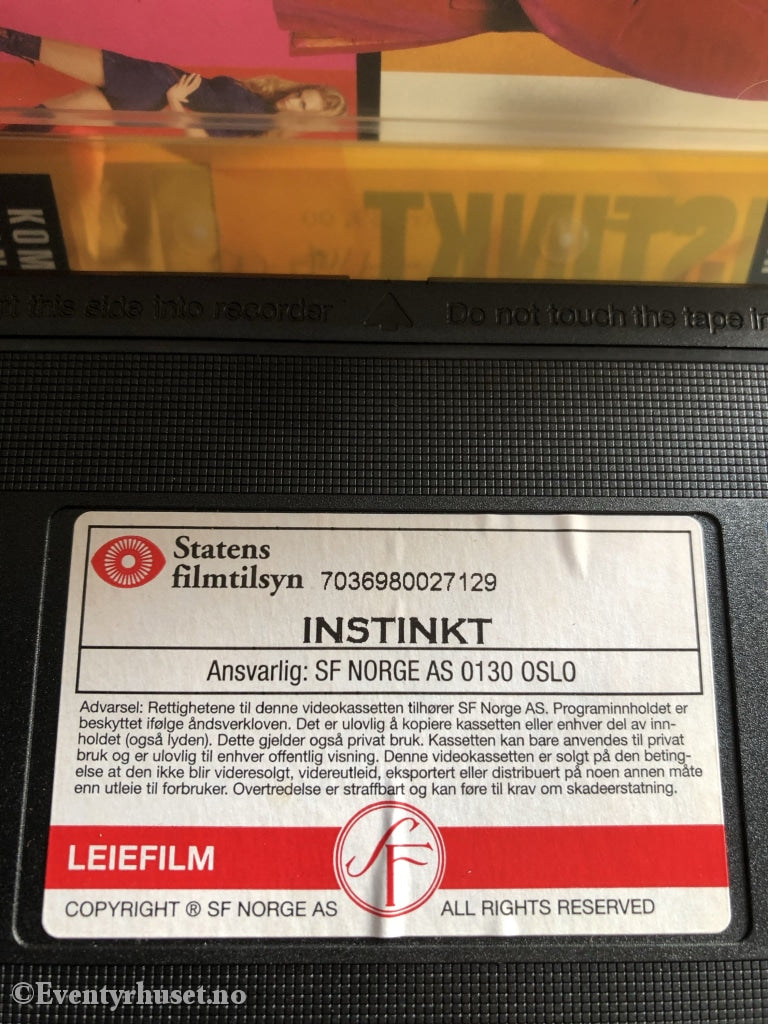 KOM
INSTINKT
t this side into recorder
Do not touch the tape in
Statens
filmtilsyn 7036980027129
INSTINKT
Ansvarlig: SF NORGE AS 0130 OSLO
Advarsel: Rettighetene til denne videokassetten tilhører SF Norge AS. Programinnholdet er
beskyttet ifølge åndsverkloven. Det er ulovlig å kopiere kassetten eller enhver del av inn-
holdet (også lyden). Dette gjelder også privat bruk. Kassetten kan bare anvendes til privat
bruk og er ulovlig til enhver offentlig visning. Denne videokassetten er solgt på den beting-
else at den ikke blir videresolgt, videreutleid, eksportert eller distribuert på noen annen måte
enn utleie til forbruker. Overtredelse er straffbart og kan føre til krav om skadeerstatning.
LEIEFILM
SF
COPYRIGHT ® SF NORGE AS
ALL RIGHTS RESERVED
©Eventyrhuset.no